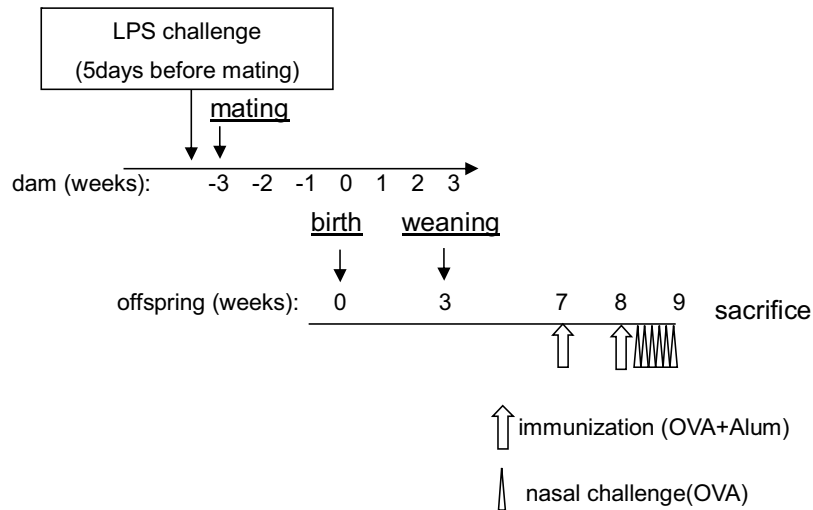 LPS challenge
(5days before mating)
mating
dam (weeks): -3 -2 -1 0 1 2 3
birth weaning
offspring (weeks): 0 3 7 8 9 sacrifice
immunization (OVA+Alum)
nasal challenge(OVA)